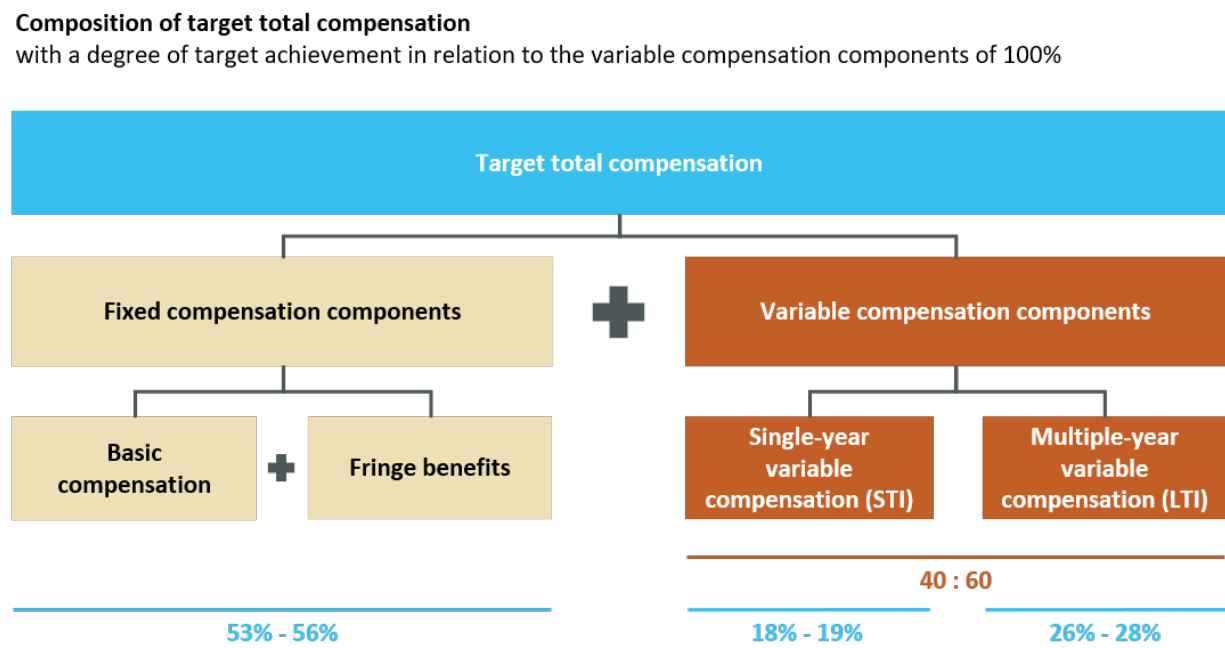 Composition of target total compensation
with a degree of target achievement in relation to the variable compensation components of 100%
Target total compensation
Fixed compensation components
Variable compensation components
Basic
compensation
Fringe benefits
Single-year
variable
compensation (STI)
Multiple-year
variable
compensation (LTI)
40 : 60
53% - 56%
18% - 19%
26% - 28%